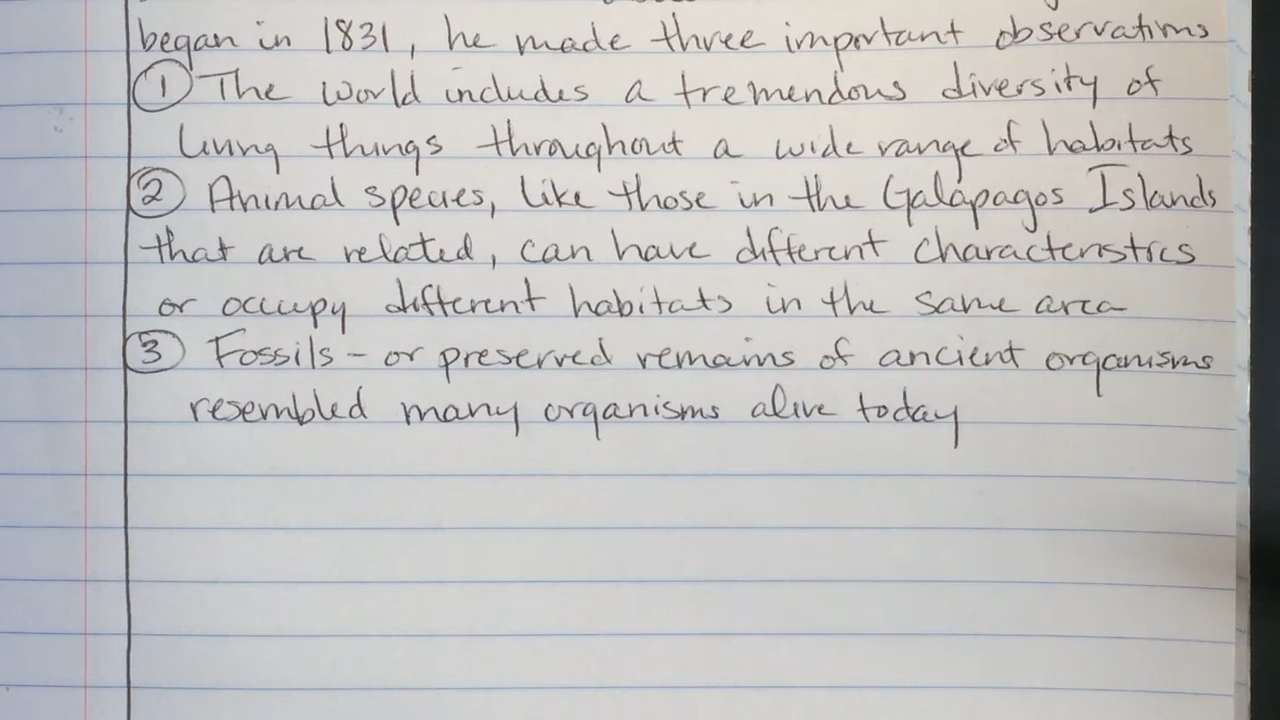 began in 1831, he made three important observations
① The world includes a tremendous diversity of
living things throughout a wide range of habitats
② Animal species, like those in the Galápagos Islands
that are related, can have different characteristics
or occupy different habitats in the same area
③ Fossils - or preserved remains of ancient organisms
resembled many organisms alive today